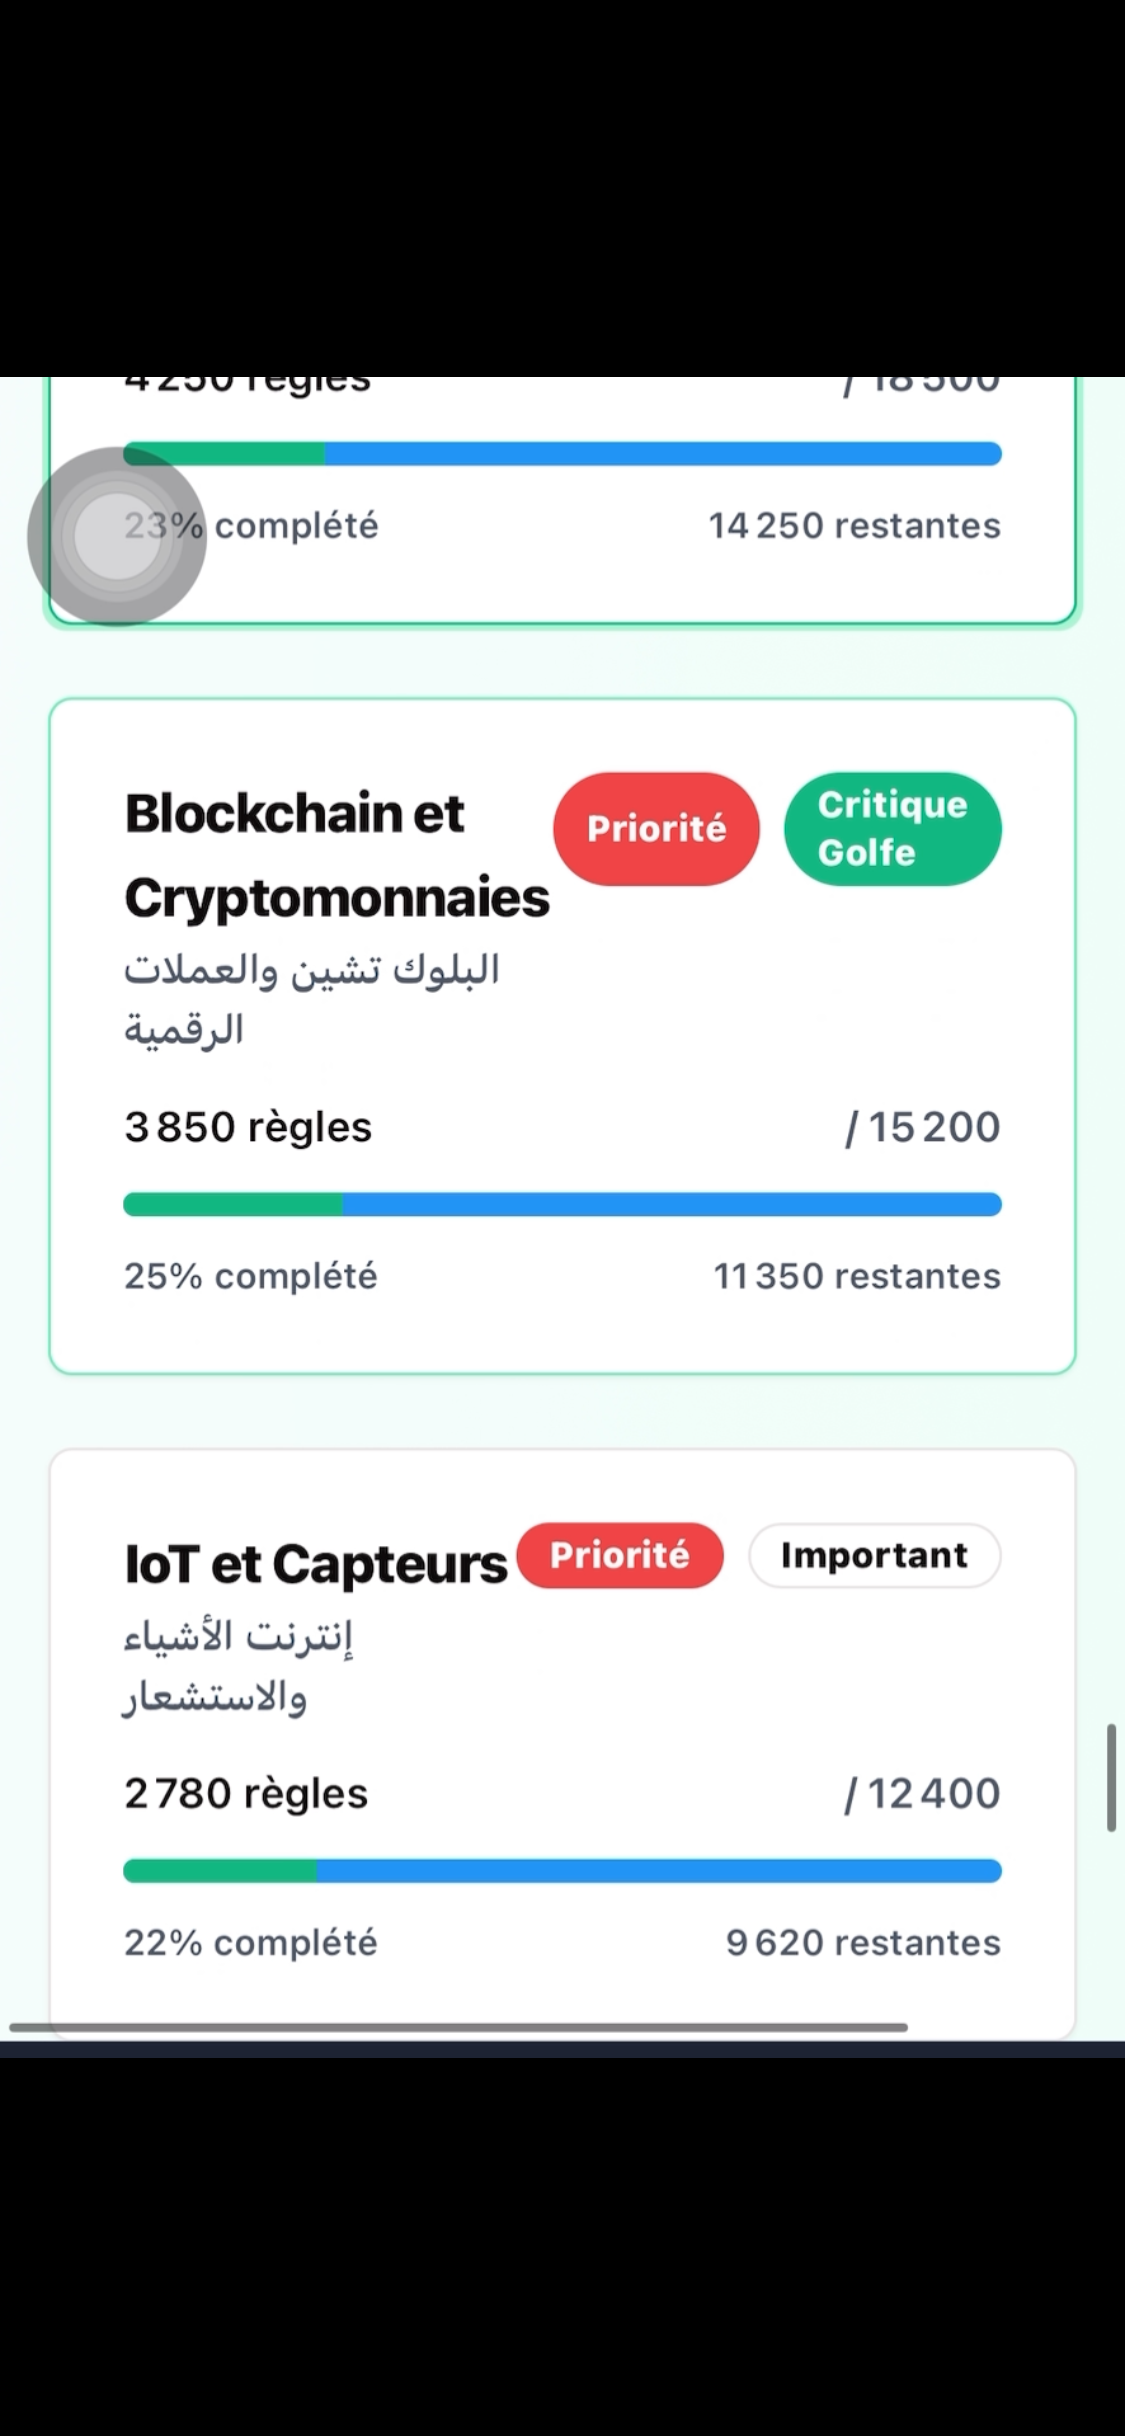 4 250 règles / 18 500
23% complété 14 250 restantes
Blockchain et
Cryptomonnaies
Priorité
Critique
Golfe
البلوك تشين والعملات
الرقمية
3 850 règles / 15 200
25% complété 11 350 restantes
IoT et Capteurs Priorité Important
إنترنت الأشياء
والاستشعار
2 780 règles / 12 400
22% complété 9 620 restantes